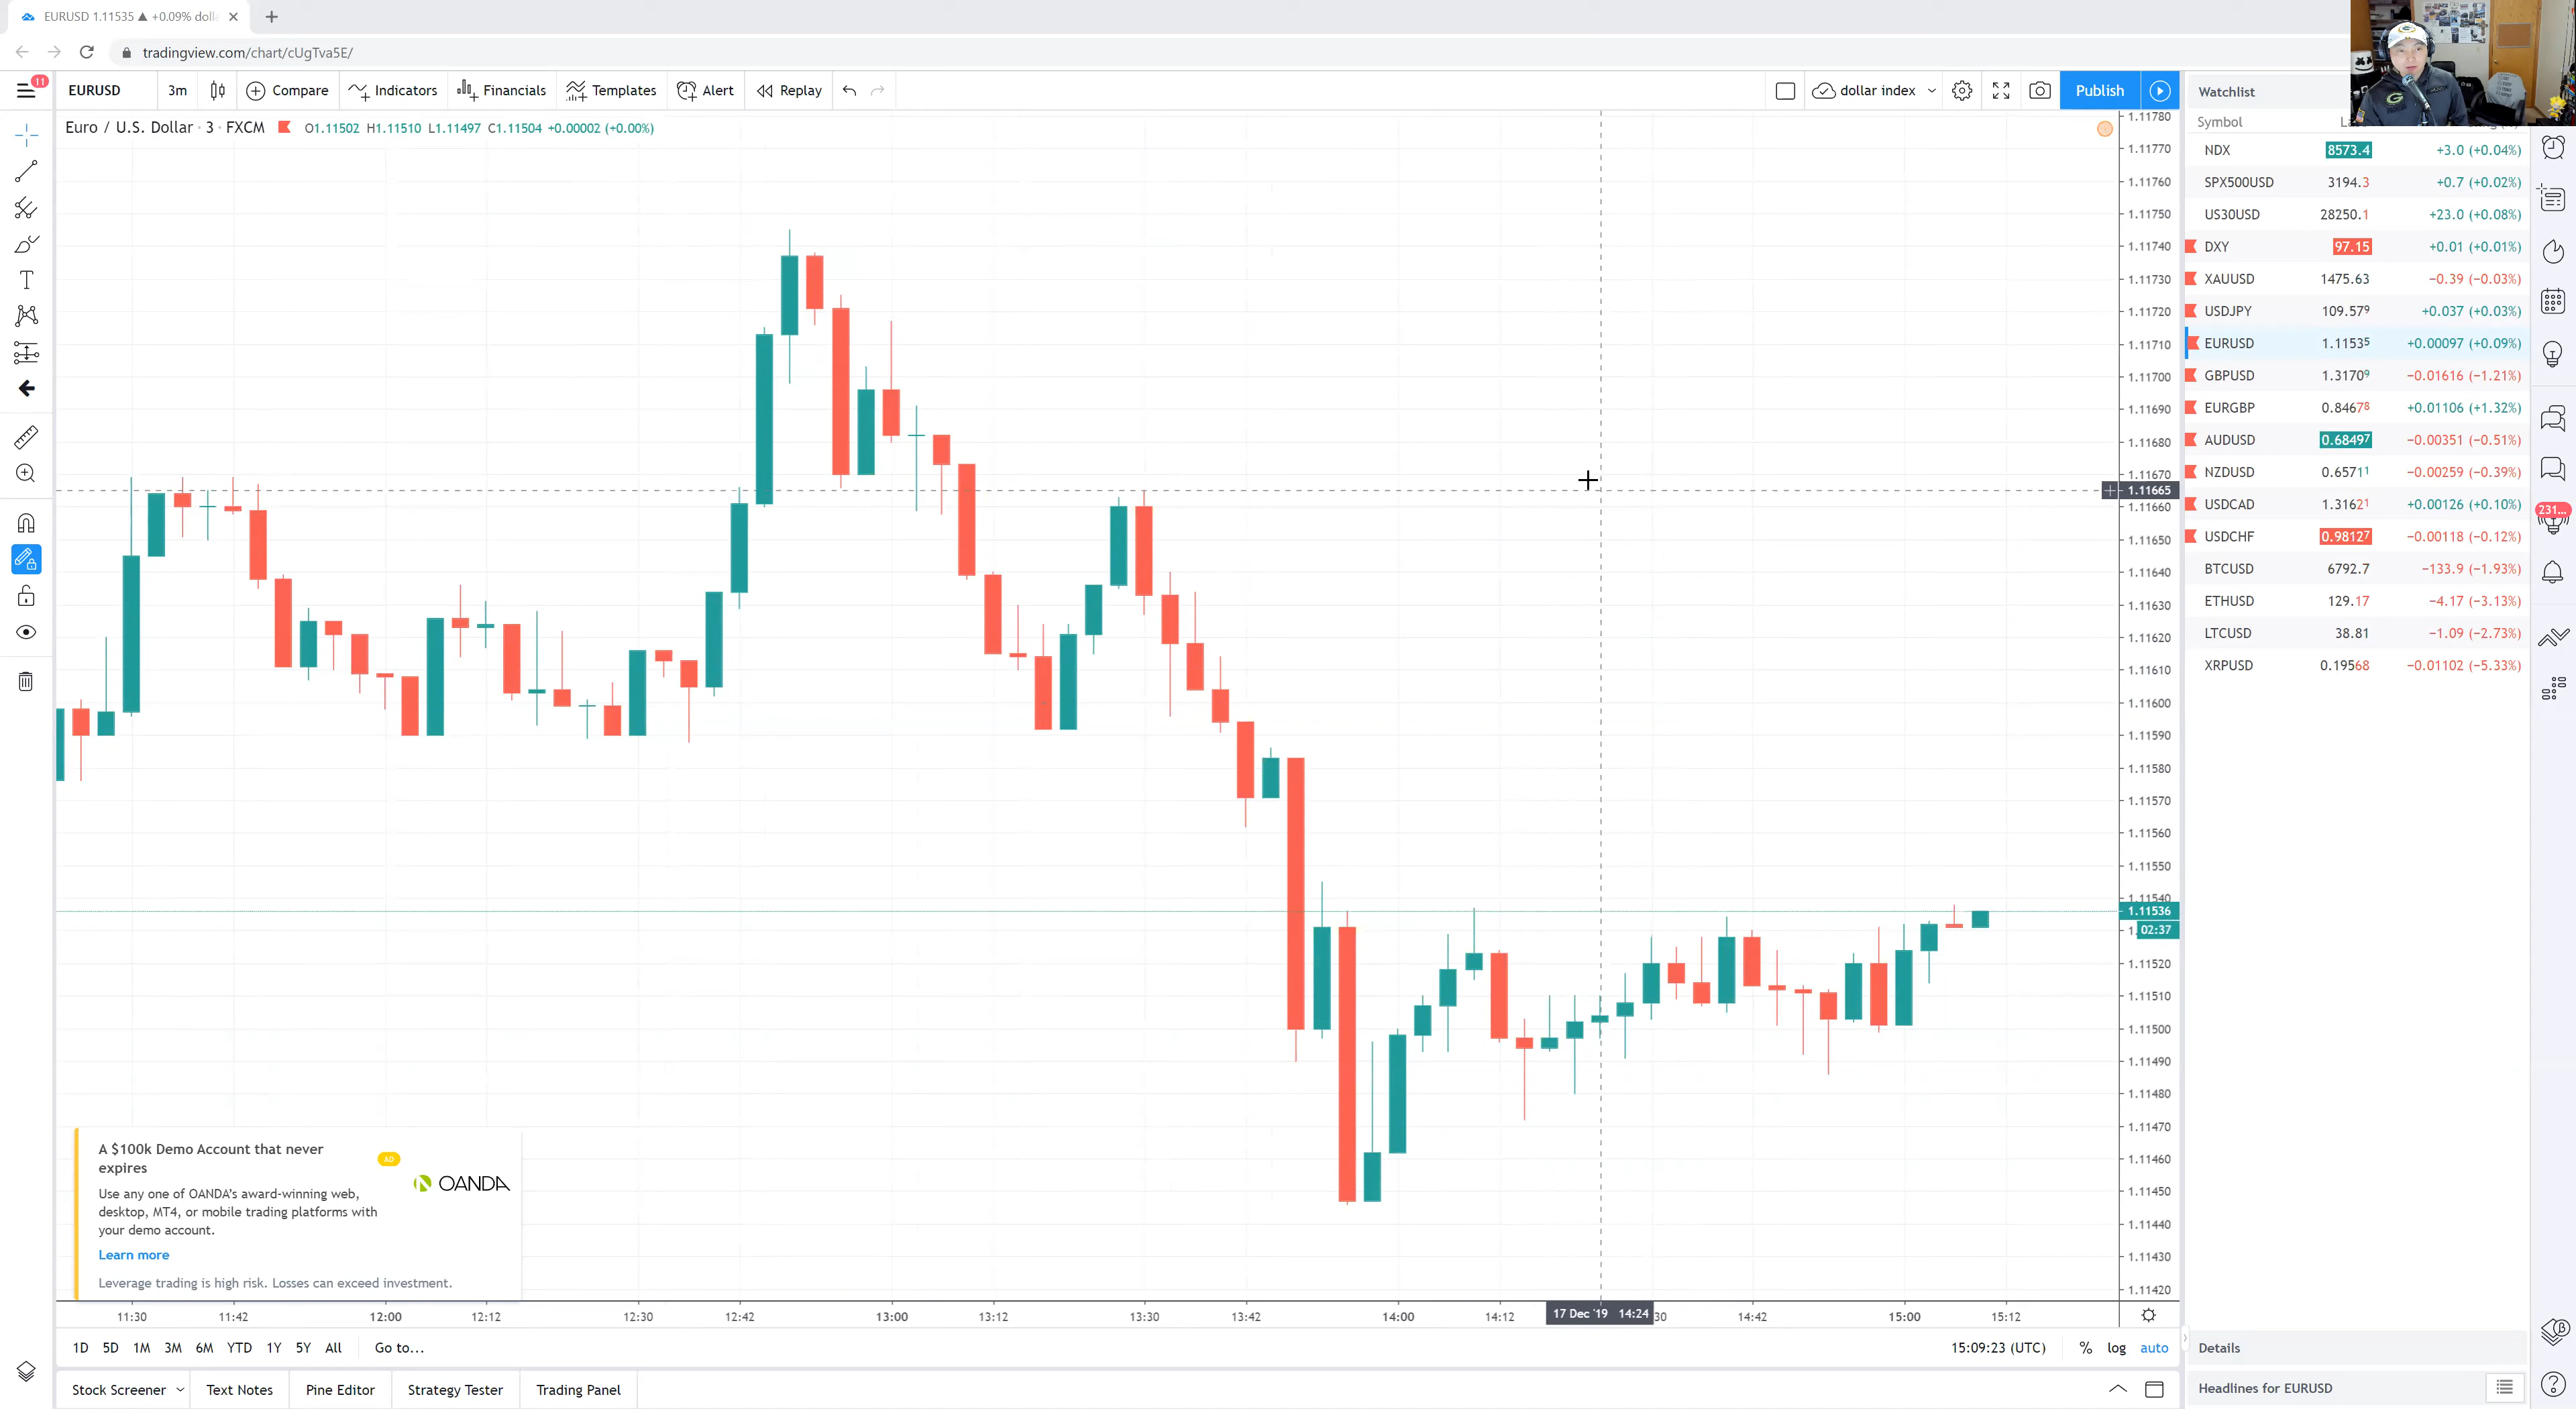 EURUSD 1.11535 ▲ +0.09% doll
tradingview.com/chart/cUgTva5E/
11
EURUSD 3m Compare Indicators Financials Templates Alert Replay dollar index Publish
Euro / U.S. Dollar · 3 · FXCM O1.11502 H1.11510 L1.11497 C1.11504 +0.00002 (+0.00%)
1.11780
1.11770
1.11760
1.11750
1.11740
1.11730
1.11720
1.11710
1.11700
1.11690
1.11680
1.11670
1.11665
1.11660
1.11650
1.11640
1.11630
1.11620
1.11610
1.11600
1.11590
1.11580
1.11570
1.11560
1.11550
1.11540
1.11536
02:37
1.11520
1.11510
1.11500
1.11490
1.11480
1.11470
1.11460
1.11450
1.11440
1.11430
1.11420
A $100k Demo Account that never
expires
AD
OANDA
Use any one of OANDA's award-winning web,
desktop, MT4, or mobile trading platforms with
your demo account.
Learn more
Leverage trading is high risk. Losses can exceed investment.
11:30 11:42 12:00 12:12 12:30 12:42 13:00 13:12 13:30 13:42 14:00 14:12 17 Dec '19 14:24 :30 14:42 15:00 15:12
1D 5D 1M 3M 6M YTD 1Y 5Y All Go to... 15:09:23 (UTC) % log auto
Stock Screener Text Notes Pine Editor Strategy Tester Trading Panel
Watchlist
Symbol
NDX 8573.4 +3.0 (+0.04%)
SPX500USD 3194.3 +0.7 (+0.02%)
US30USD 28250.1 +23.0 (+0.08%)
DXY 97.15 +0.01 (+0.01%)
XAUUSD 1475.63 −0.39 (−0.03%)
USDJPY 109.579 +0.037 (+0.03%)
EURUSD 1.11535 +0.00097 (+0.09%)
GBPUSD 1.31709 −0.01616 (−1.21%)
EURGBP 0.84678 +0.01106 (+1.32%)
AUDUSD 0.68497 −0.00351 (−0.51%)
NZDUSD 0.65711 −0.00259 (−0.39%)
USDCAD 1.31621 +0.00126 (+0.10%)
USDCHF 0.98127 −0.00118 (−0.12%)
BTCUSD 6792.7 −133.9 (−1.93%)
ETHUSD 129.17 −4.17 (−3.13%)
LTCUSD 38.81 −1.09 (−2.73%)
XRPUSD 0.19568 −0.01102 (−5.33%)
231...
Details
Headlines for EURUSD